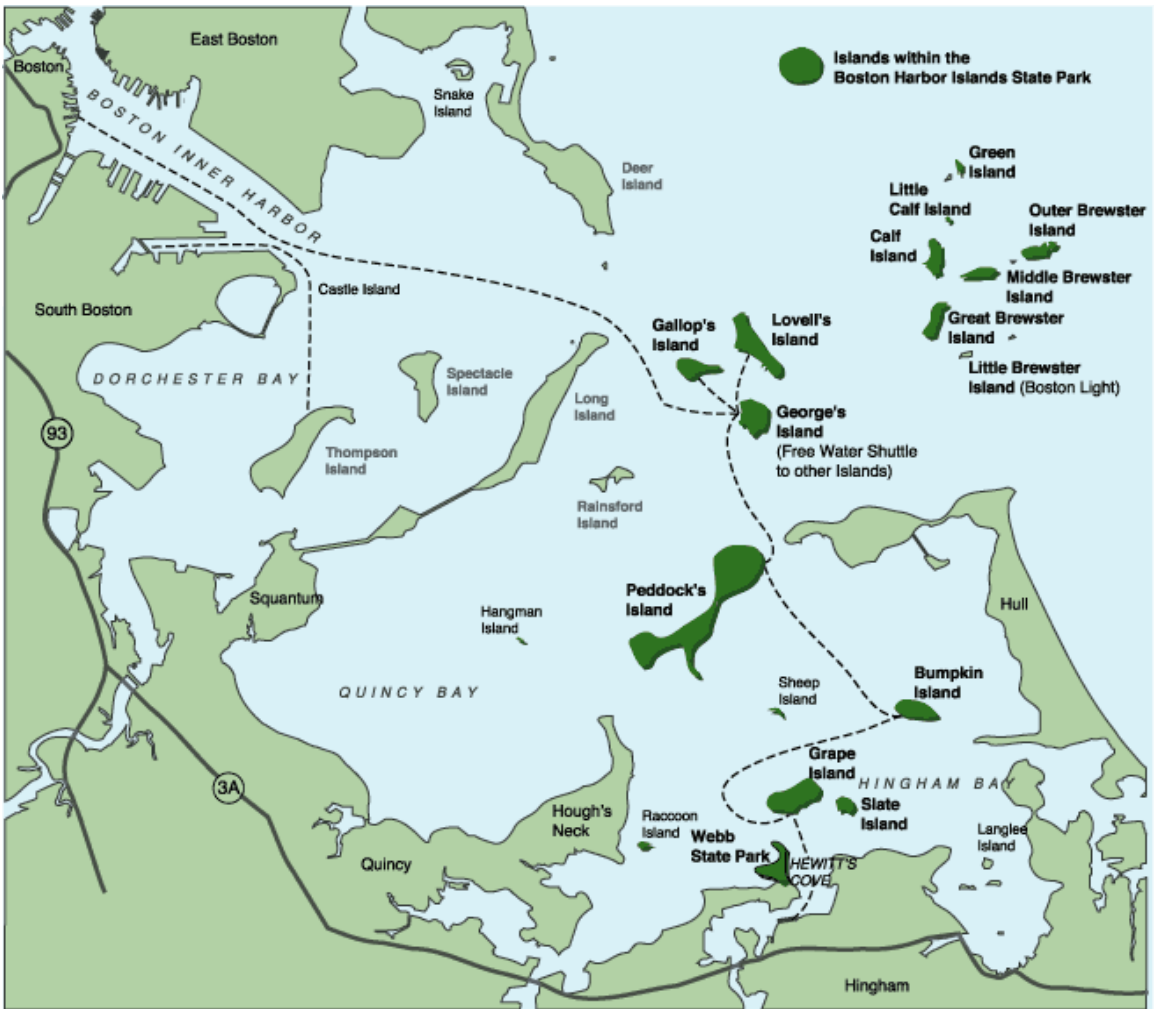 East Boston
Boston
Islands within the
Boston Harbor Islands State Park
Snake
Island
BOSTON INNER HARBOR
Deer
Island
Green
Island
Little
Calf Island
Outer Brewster
Island
Calf
Island
Middle Brewster
Island
Castle Island
South Boston
Gallop's
Island
Lovell's
Island
Great Brewster
Island
Little Brewster
Island (Boston Light)
DORCHESTER BAY
Spectacle
Island
Long
Island
George's
Island
(Free Water Shuttle
to other Islands)
93
Thompson
Island
Rainsford
Island
Peddock's
Island
Squantum
Hangman
Island
Hull
QUINCY BAY
Sheep
Island
Bumpkin
Island
Grape
Island
HINGHAM BAY
3A
Slate
Island
Hough's
Neck
Raccoon
Island
Webb
State Park
Langlee
Island
HEWITT'S
COVE
Quincy
Hingham